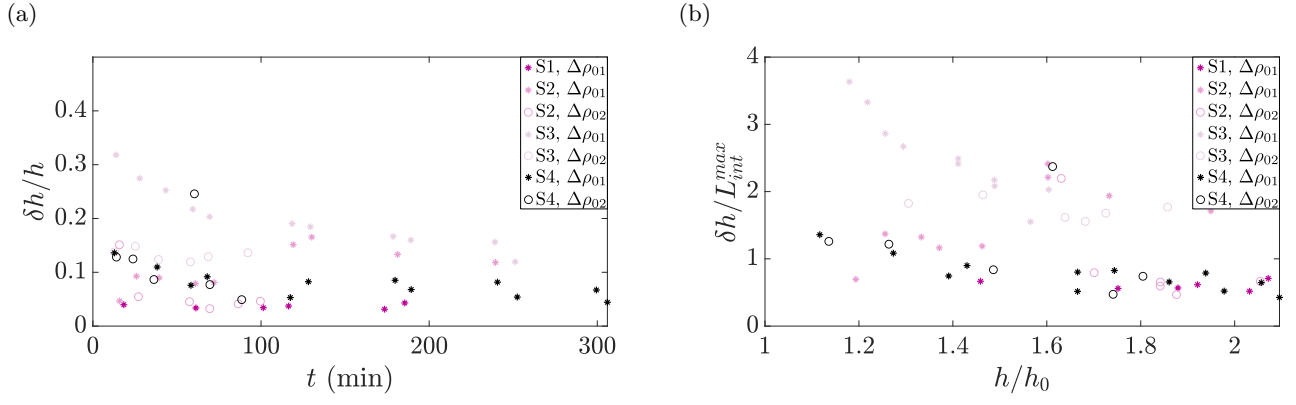 (a)
0.4
0.3
0.2
0.1
0
δh/h
0
100
200
300
t (min)
S1, Δρ01
S2, Δρ01
S2, Δρ02
S3, Δρ01
S3, Δρ02
S4, Δρ01
S4, Δρ02
(b)
4
3
2
1
0
δh/L_int^max
1
1.2
1.4
1.6
1.8
2
h/h0
S1, Δρ01
S2, Δρ01
S2, Δρ02
S3, Δρ01
S3, Δρ02
S4, Δρ01
S4, Δρ02